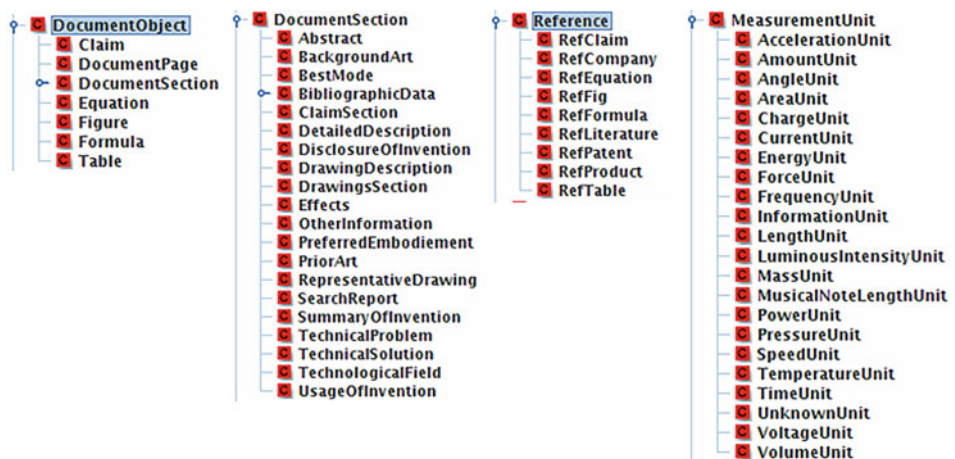 DocumentObject
Claim
DocumentPage
DocumentSection
Equation
Figure
Formula
Table
DocumentSection
Abstract
BackgroundArt
BestMode
BibliographicData
ClaimSection
DetailedDescription
DisclosureOfInvention
DrawingDescription
DrawingsSection
Effects
OtherInformation
PreferredEmbodiement
PriorArt
RepresentativeDrawing
SearchReport
SummaryOfInvention
TechnicalProblem
TechnicalSolution
TechnologicalField
UsageOfInvention
Reference
RefClaim
RefCompany
RefEquation
RefFig
RefFormula
RefLiterature
RefPatent
RefProduct
RefTable
MeasurementUnit
AccelerationUnit
AmountUnit
AngleUnit
AreaUnit
ChargeUnit
CurrentUnit
EnergyUnit
ForceUnit
FrequencyUnit
InformationUnit
LengthUnit
LuminousIntensityUnit
MassUnit
MusicalNoteLengthUnit
PowerUnit
PressureUnit
SpeedUnit
TemperatureUnit
TimeUnit
UnknownUnit
VoltageUnit
VolumeUnit